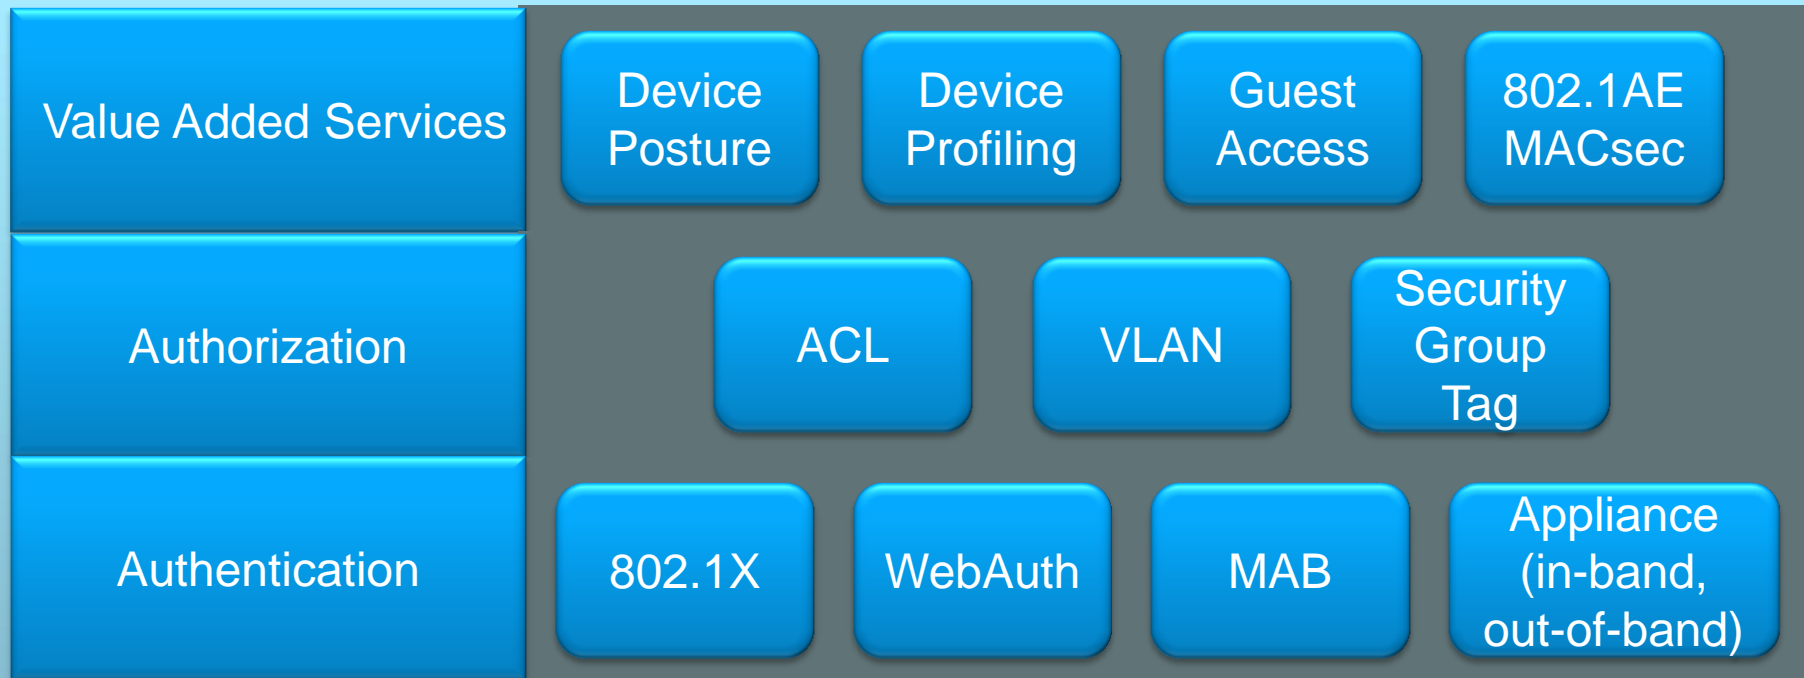 Value Added Services
Device
Posture
Device
Profiling
Guest
Access
802.1AE
MACsec
Authorization
ACL
VLAN
Security
Group
Tag
Authentication
802.1X
WebAuth
MAB
Appliance
(in-band,
out-of-band)